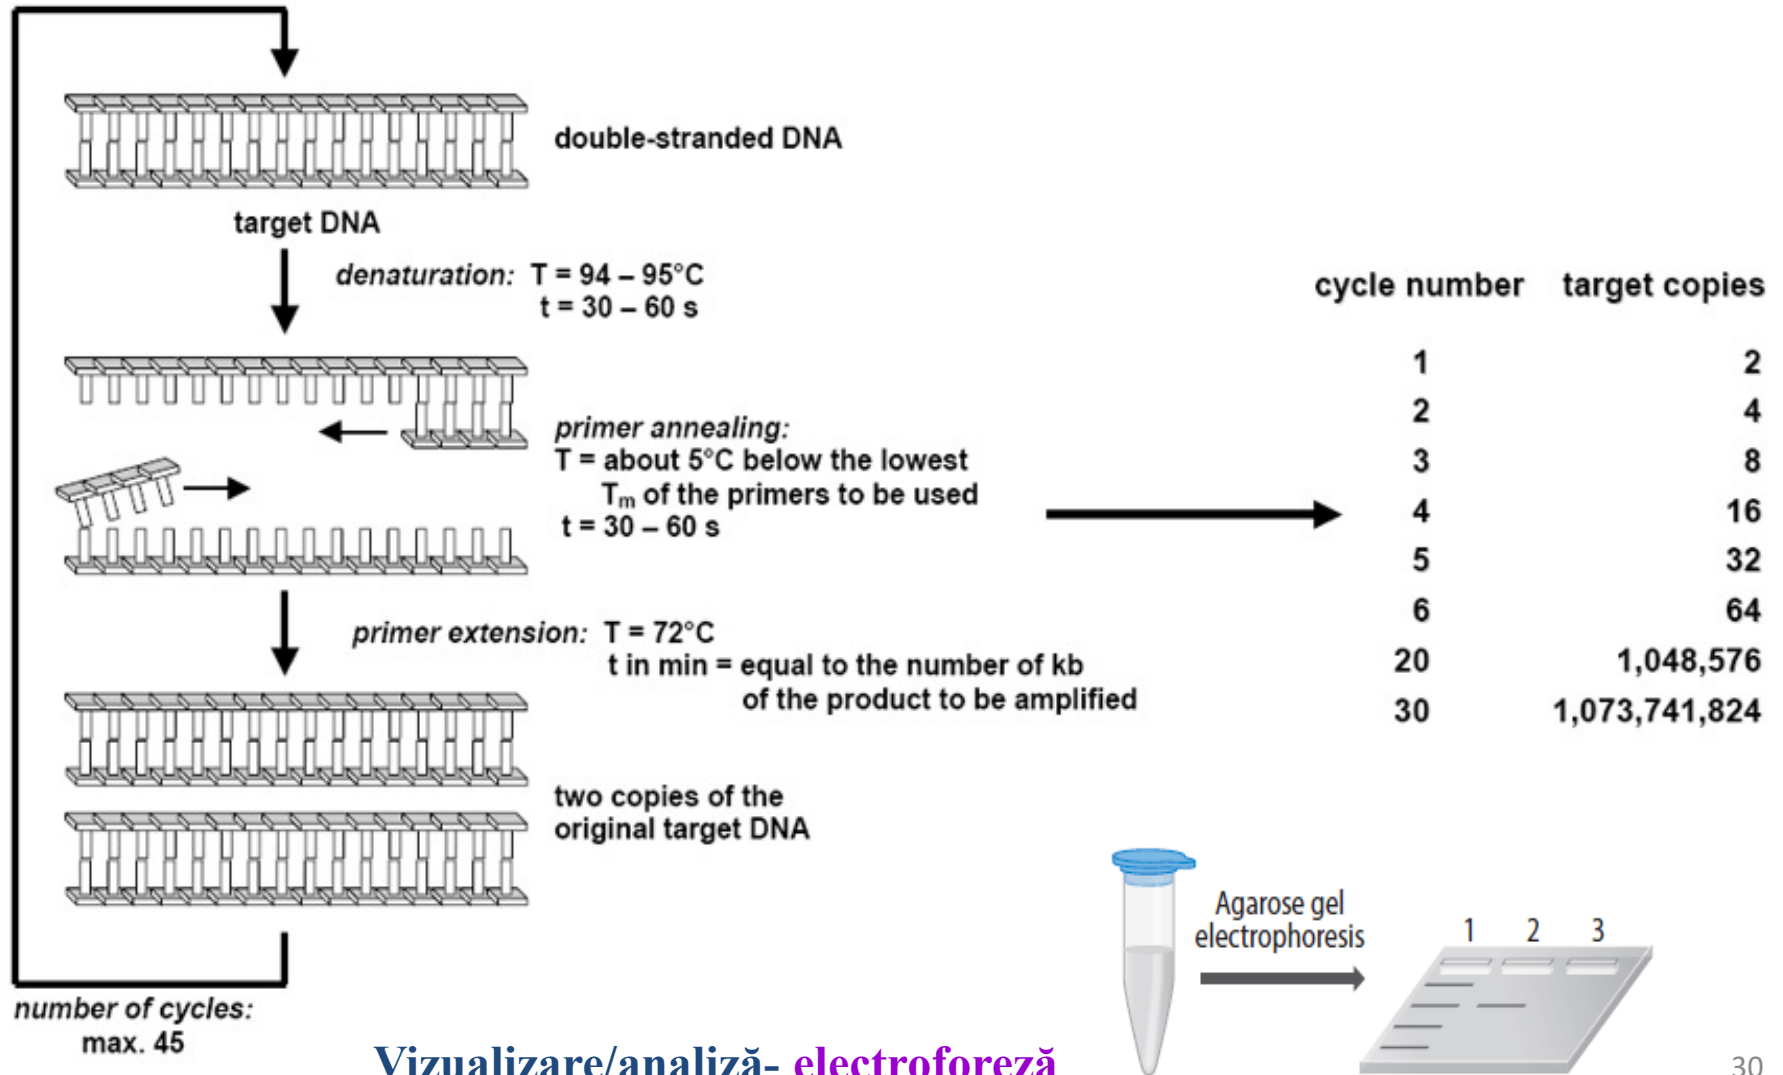 double-stranded DNA
target DNA
denaturation: T = 94 – 95°C
t = 30 – 60 s
primer annealing:
T = about 5°C below the lowest
Tm of the primers to be used
t = 30 – 60 s
primer extension: T = 72°C
t in min = equal to the number of kb
of the product to be amplified
two copies of the
original target DNA
number of cycles:
max. 45
cycle number target copies
1 2
2 4
3 8
4 16
5 32
6 64
20 1,048,576
30 1,073,741,824
Agarose gel
electrophoresis
1 2 3
Vizualizare/analiză- electroforeză
30